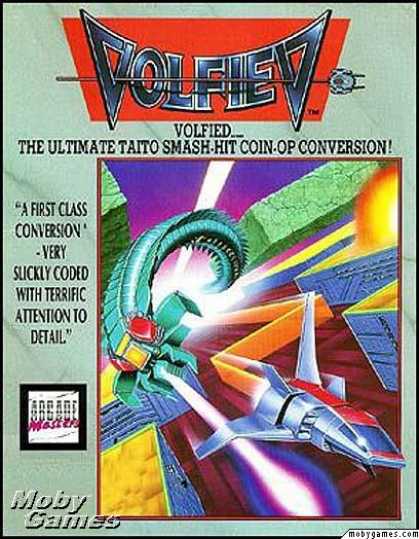 VOLFIED
TM
VOLFIED....
THE ULTIMATE TAITO SMASH-HIT COIN-OP CONVERSION!
"A FIRST CLASS
CONVERSION'
- VERY
SLICKLY CODED
WITH TERRIFIC
ATTENTION TO
DETAIL."
ARCADE
Masters
Moby
Games
mobygames.com